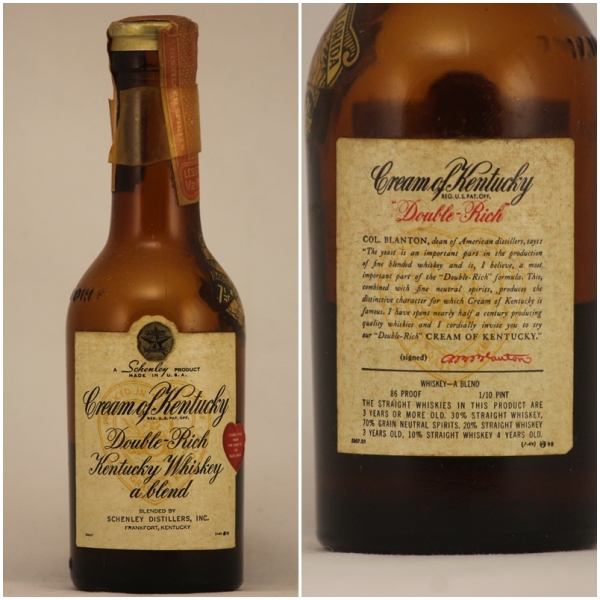 A Schenley PRODUCT
MADE IN U.S.A.
Cream of Kentucky
REG. U.S. PAT. OFF.
Double-Rich
Kentucky Whiskey
a blend
BLENDED BY
SCHENLEY DISTILLERS, INC.
FRANKFORT, KENTUCKY
Cream of Kentucky
REG. U.S. PAT. OFF.
"Double-Rich"
COL. BLANTON, dean of American distillers, says:
"The yeast is an important part in the production
of fine blended whiskey and is, I believe, a most
important part of the "Double-Rich" formula. This,
combined with fine neutral spirits, produces the
distinctive character for which Cream of Kentucky is
famous. I have spent nearly half a century producing
quality whiskies and I cordially invite you to try
our "Double-Rich" CREAM OF KENTUCKY."
(signed)
WHISKEY—A BLEND
86 PROOF 1/10 PINT
THE STRAIGHT WHISKIES IN THIS PRODUCT ARE
3 YEARS OR MORE OLD. 30% STRAIGHT WHISKEY,
70% GRAIN NEUTRAL SPIRITS. 20% STRAIGHT WHISKEY
3 YEARS OLD, 10% STRAIGHT WHISKEY 4 YEARS OLD.